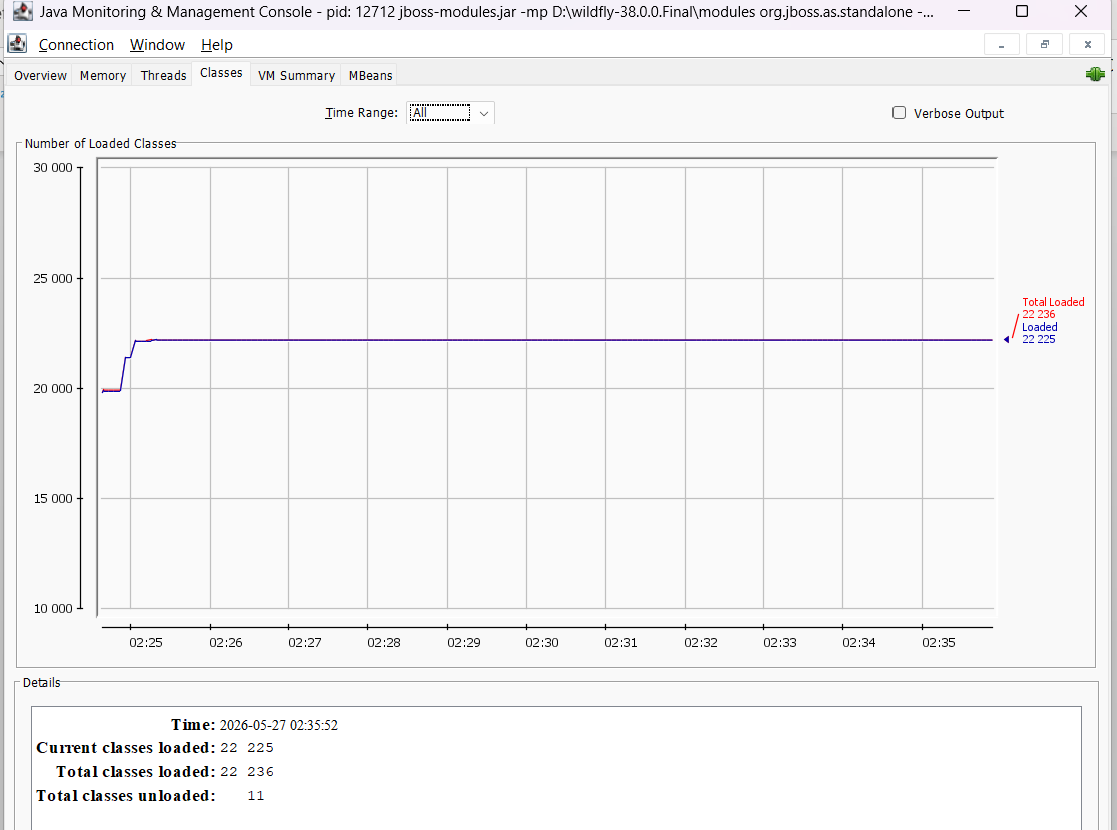 Java Monitoring & Management Console - pid: 12712 jboss-modules.jar -mp D:\wildfly-38.0.0.Final\modules org.jboss.as.standalone -...
Connection Window Help
Overview Memory Threads Classes VM Summary MBeans
Time Range: All Verbose Output
Number of Loaded Classes
30 000
25 000
20 000
15 000
10 000
Total Loaded
22 236
Loaded
22 225
02:25 02:26 02:27 02:28 02:29 02:30 02:31 02:32 02:33 02:34 02:35
Details
Time: 2026-05-27 02:35:52
Current classes loaded: 22 225
Total classes loaded: 22 236
Total classes unloaded: 11